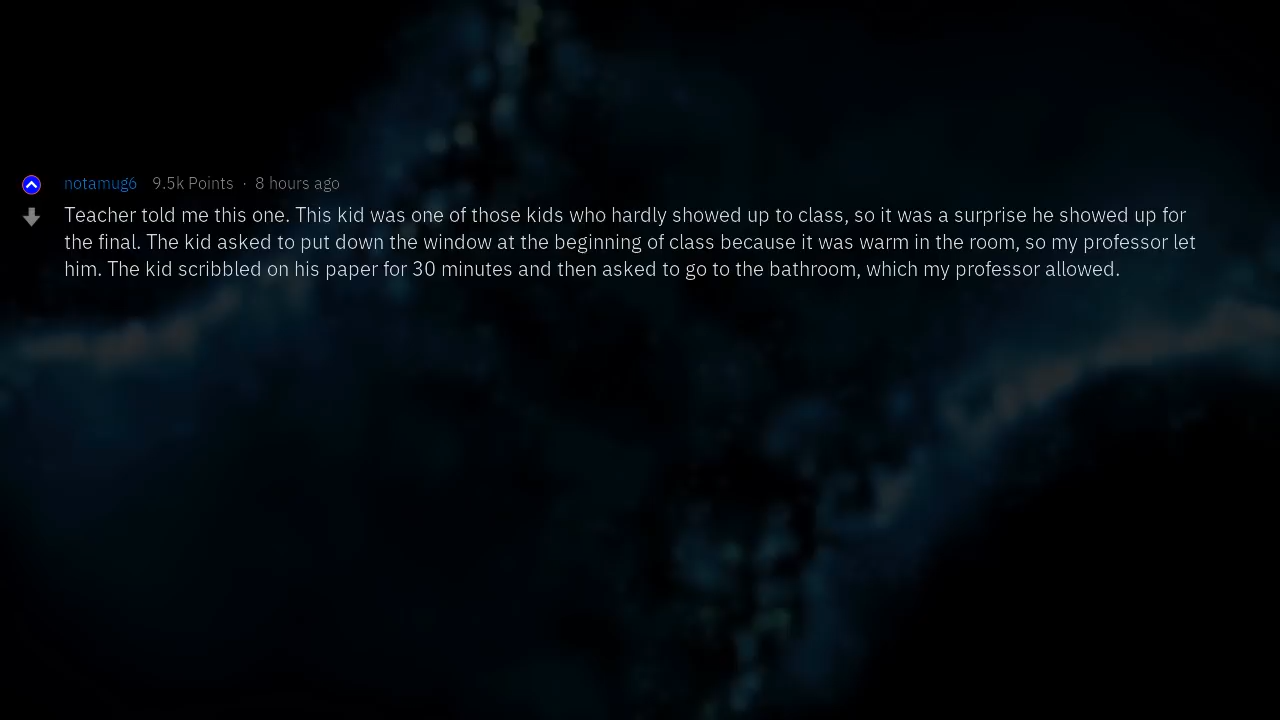 notamug6 9.5k Points · 8 hours ago
Teacher told me this one. This kid was one of those kids who hardly showed up to class, so it was a surprise he showed up for
the final. The kid asked to put down the window at the beginning of class because it was warm in the room, so my professor let
him. The kid scribbled on his paper for 30 minutes and then asked to go to the bathroom, which my professor allowed.